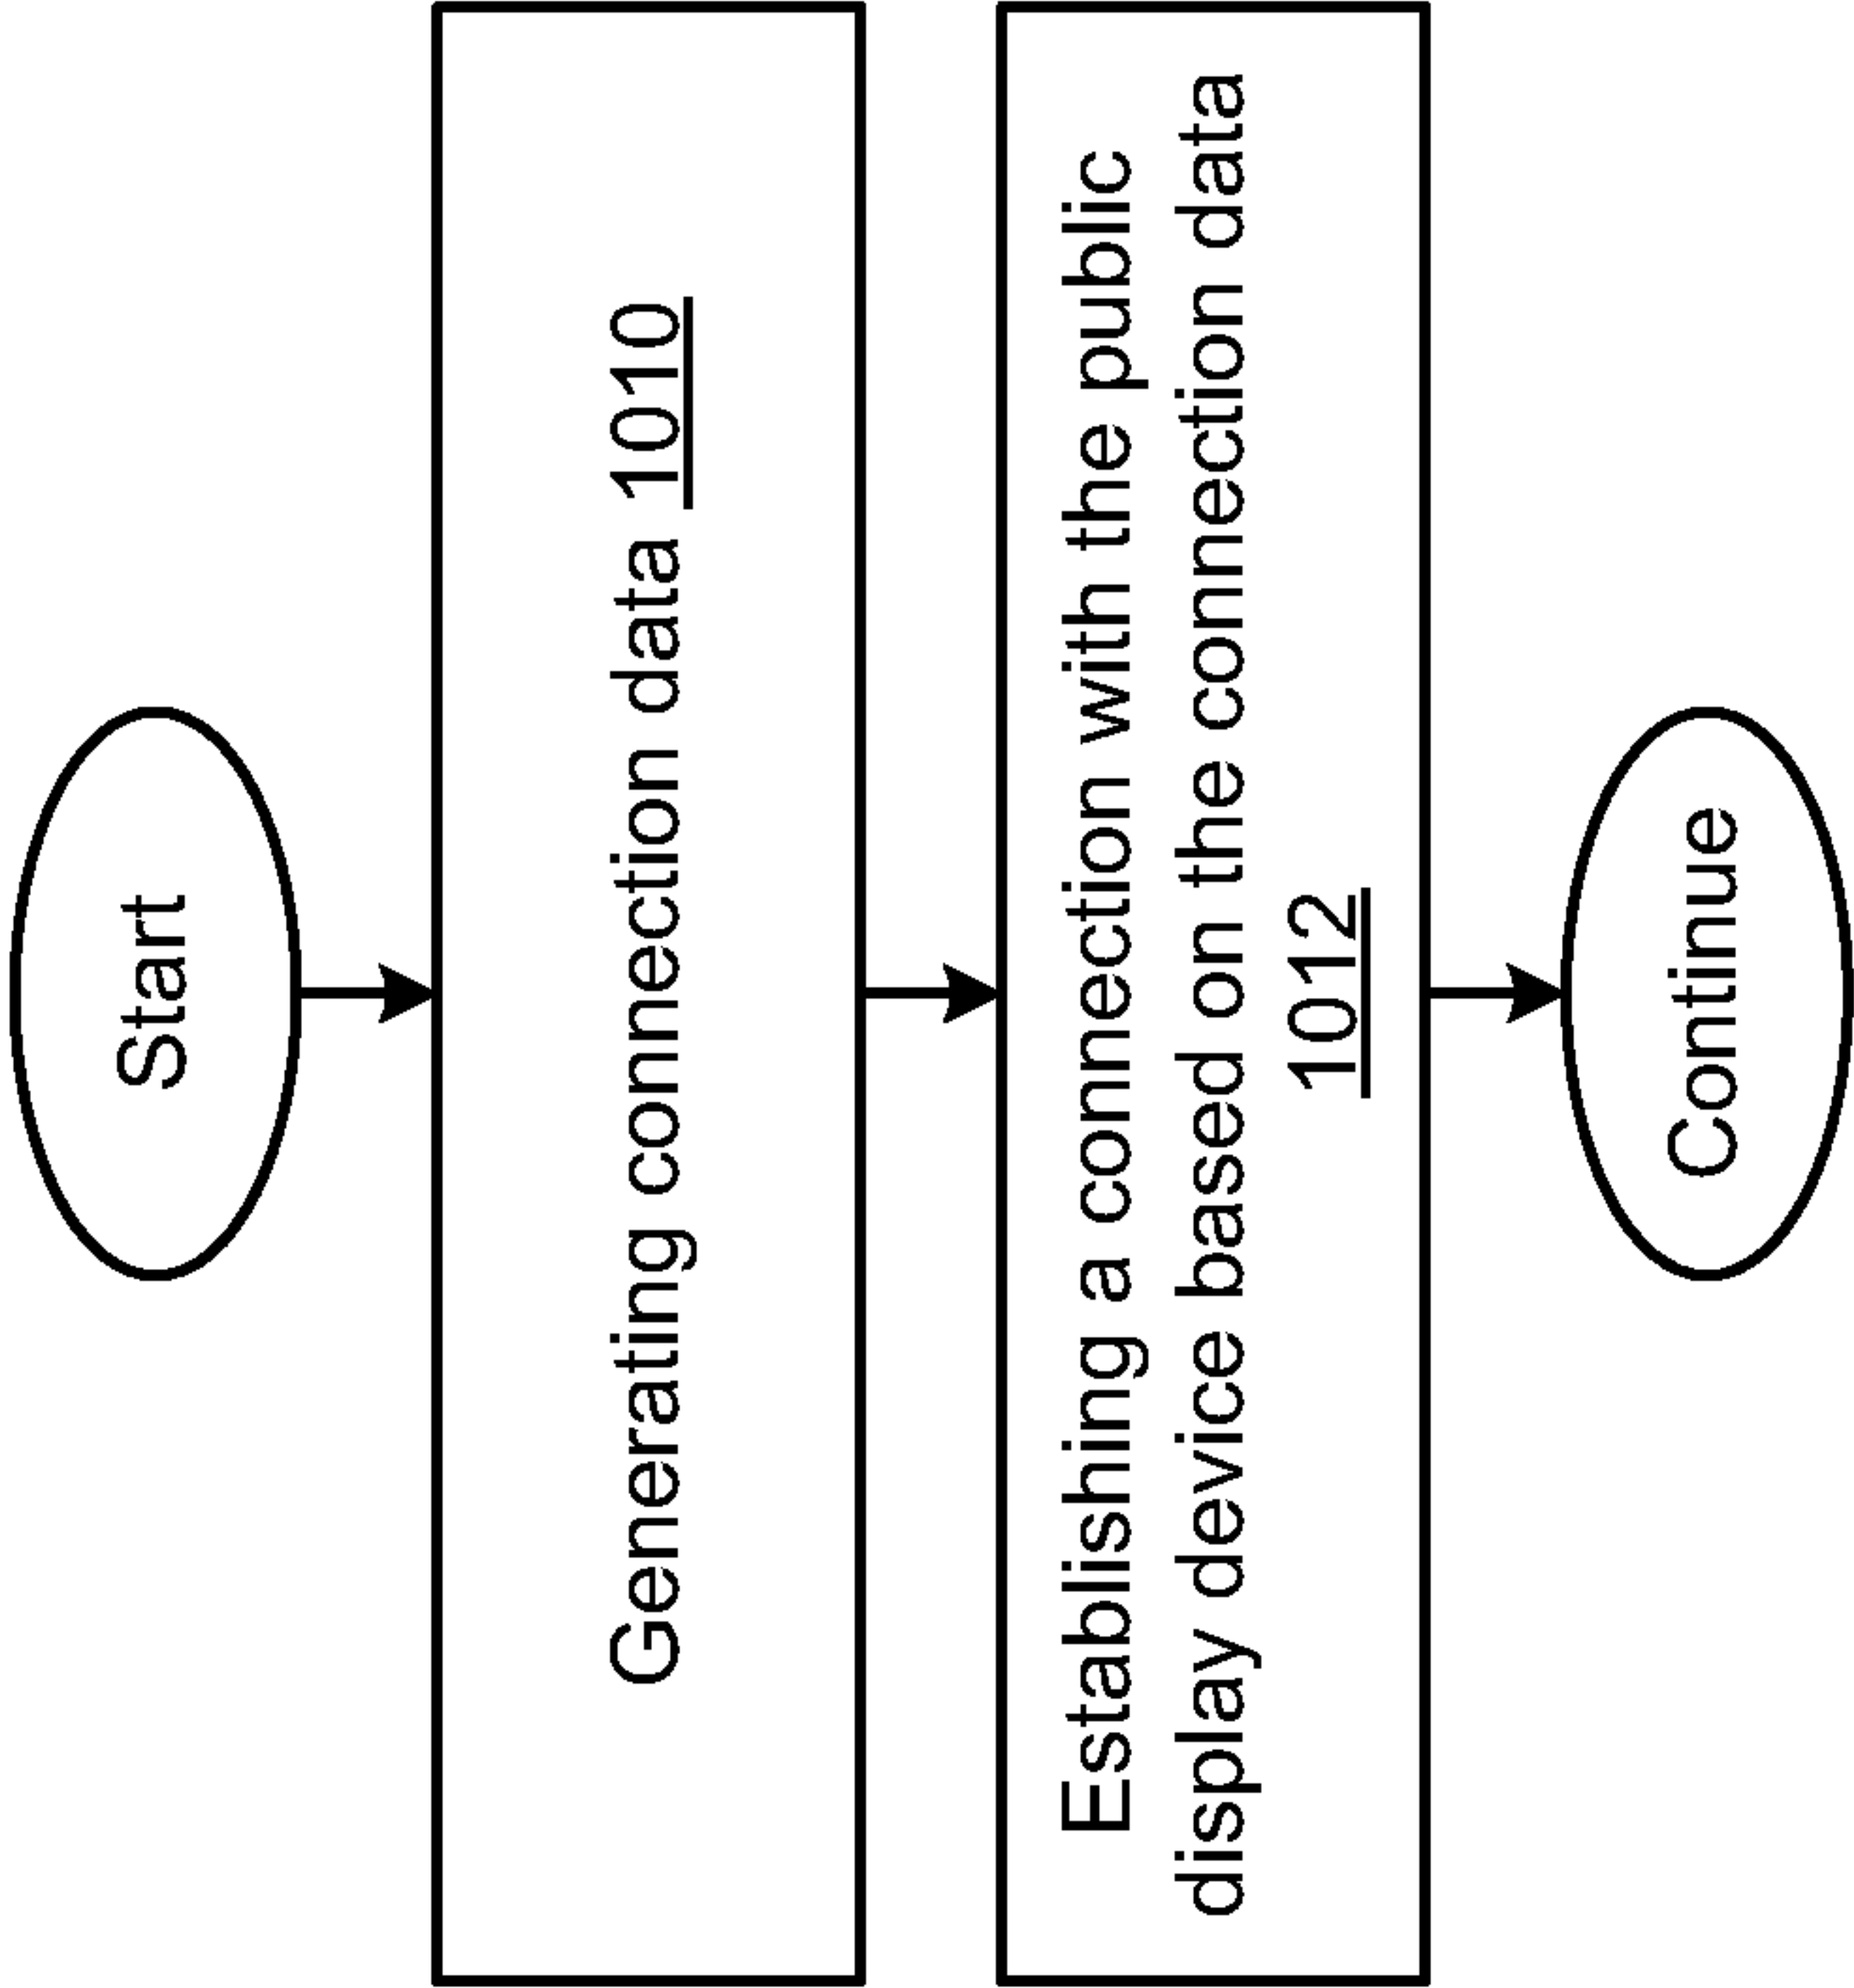 Start
Generating connection data 1010
Establishing a connection with the public
display device based on the connection data
1012
Continue